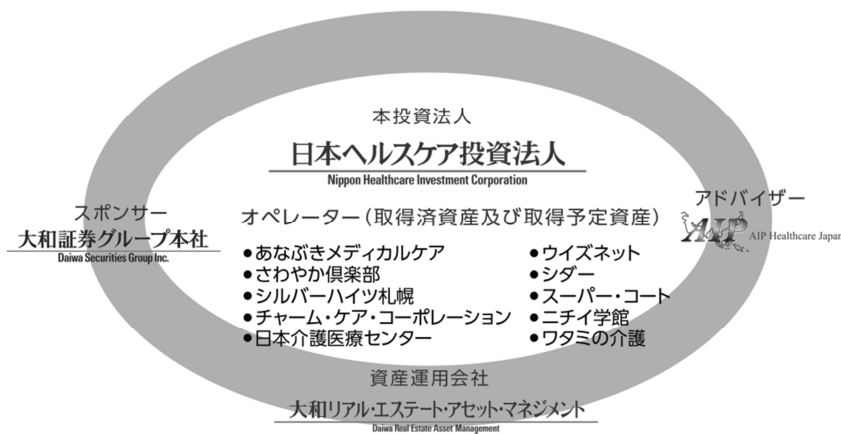 本投資法人
日本ヘルスケア投資法人
Nippon Healthcare Investment Corporation
スポンサー
大和証券グループ本社
Daiwa Securities Group Inc.
アドバイザー
AIP AIP Healthcare Japan
オペレーター(取得済資産及び取得予定資産)
●あなぶきメディカルケア
●さわやか倶楽部
●シルバーハイツ札幌
●チャーム・ケア・コーポレーション
●日本介護医療センター
●ウイズネット
●シダー
●スーパー・コート
●ニチイ学館
●ワタミの介護
資産運用会社
大和リアル・エステート・アセット・マネジメント
Daiwa Real Estate Asset Management